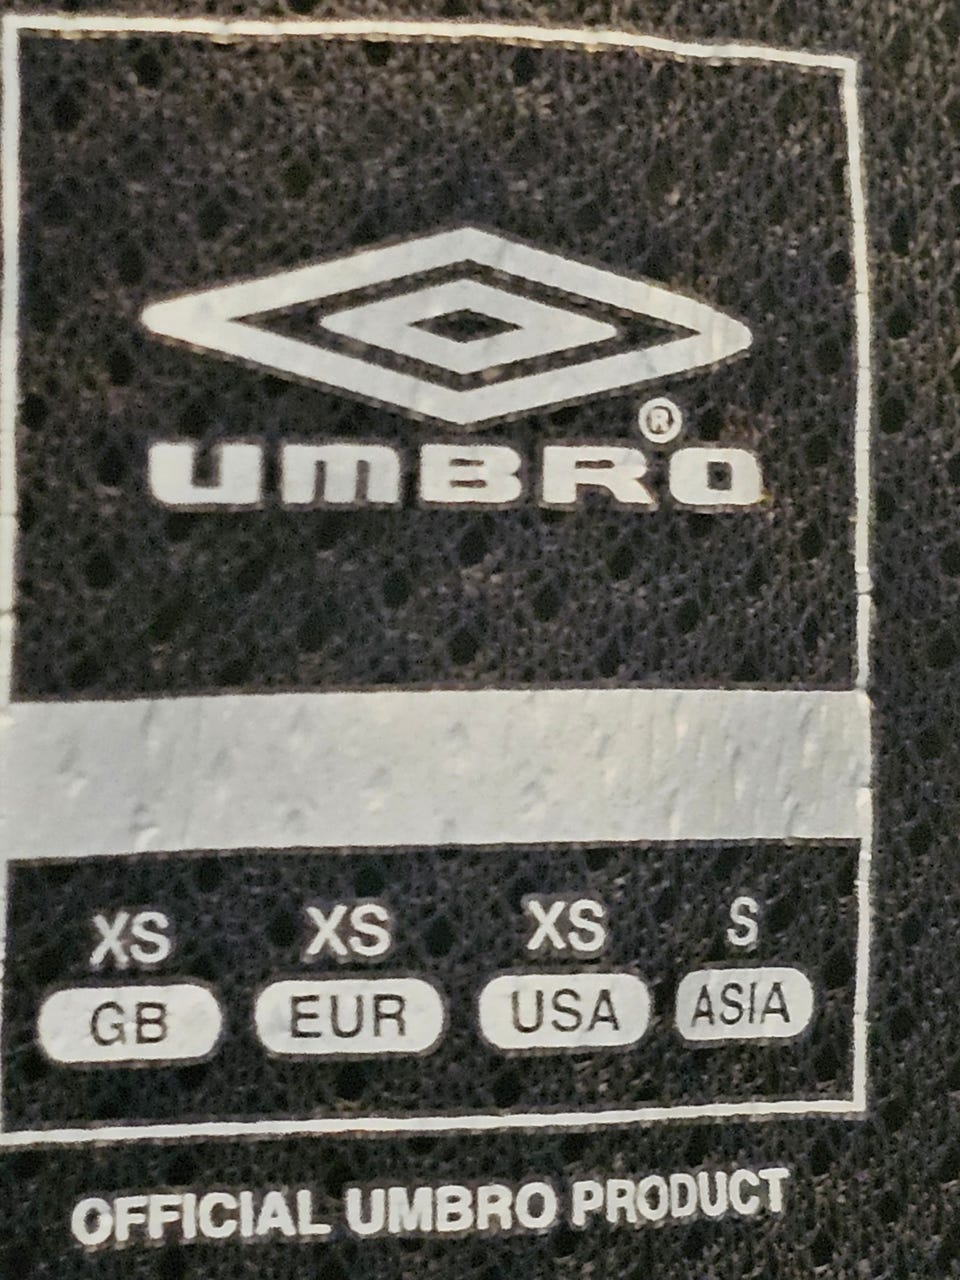 ®
UMBRO
XS XS XS S
GB EUR USA ASIA
OFFICIAL UMBRO PRODUCT